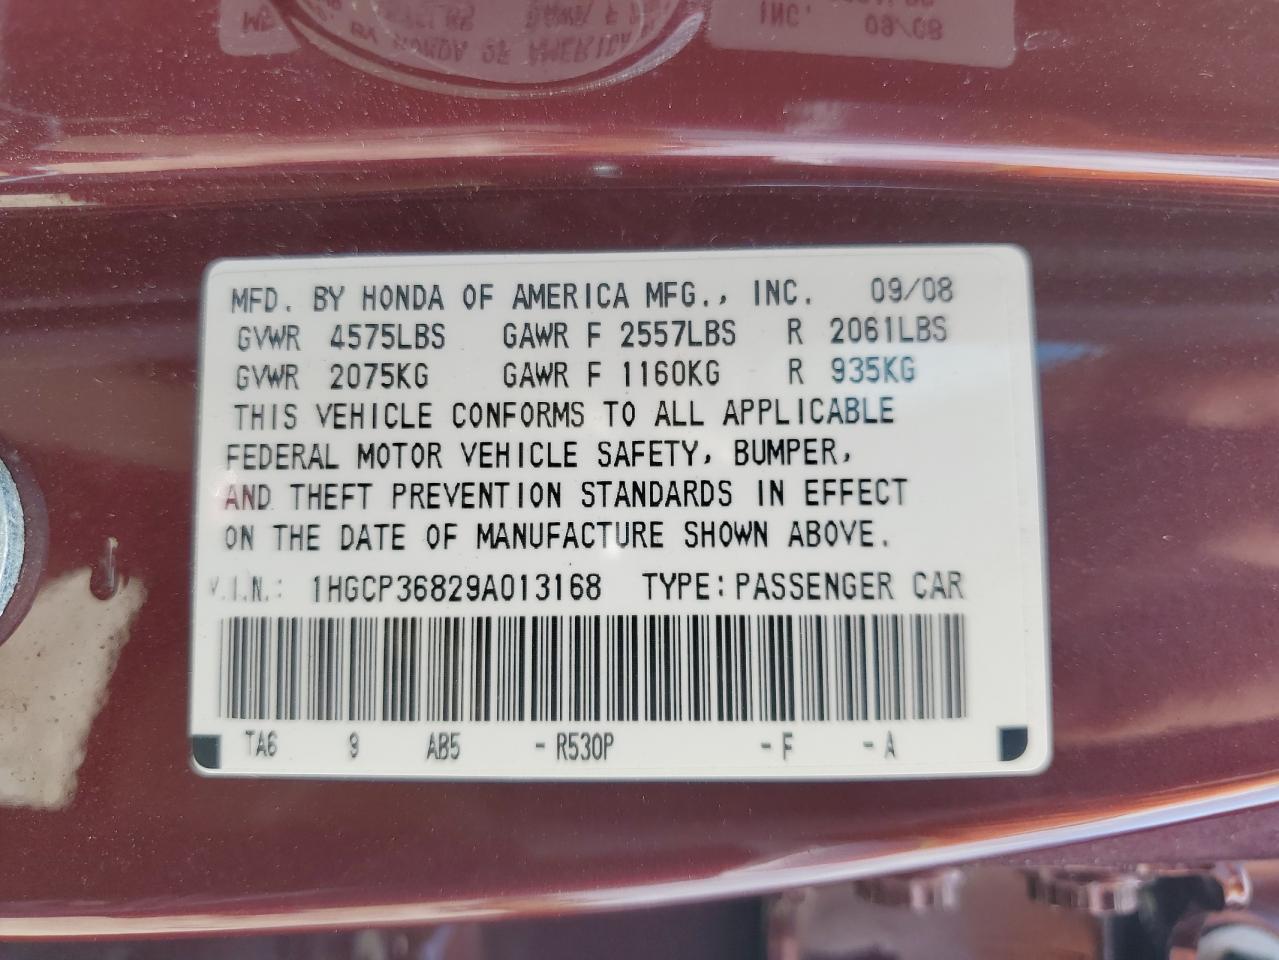 MFD. BY HONDA OF AMERICA MFG., INC. 09/08
GVWR 4575LBS GAWR F 2557LBS R 2061LBS
GVWR 2075KG GAWR F 1160KG R 935KG
THIS VEHICLE CONFORMS TO ALL APPLICABLE
FEDERAL MOTOR VEHICLE SAFETY, BUMPER,
AND THEFT PREVENTION STANDARDS IN EFFECT
ON THE DATE OF MANUFACTURE SHOWN ABOVE.
V.I.N.: 1HGCP36829A013168 TYPE: PASSENGER CAR
TA6 9 AB5 - R530P - F - A